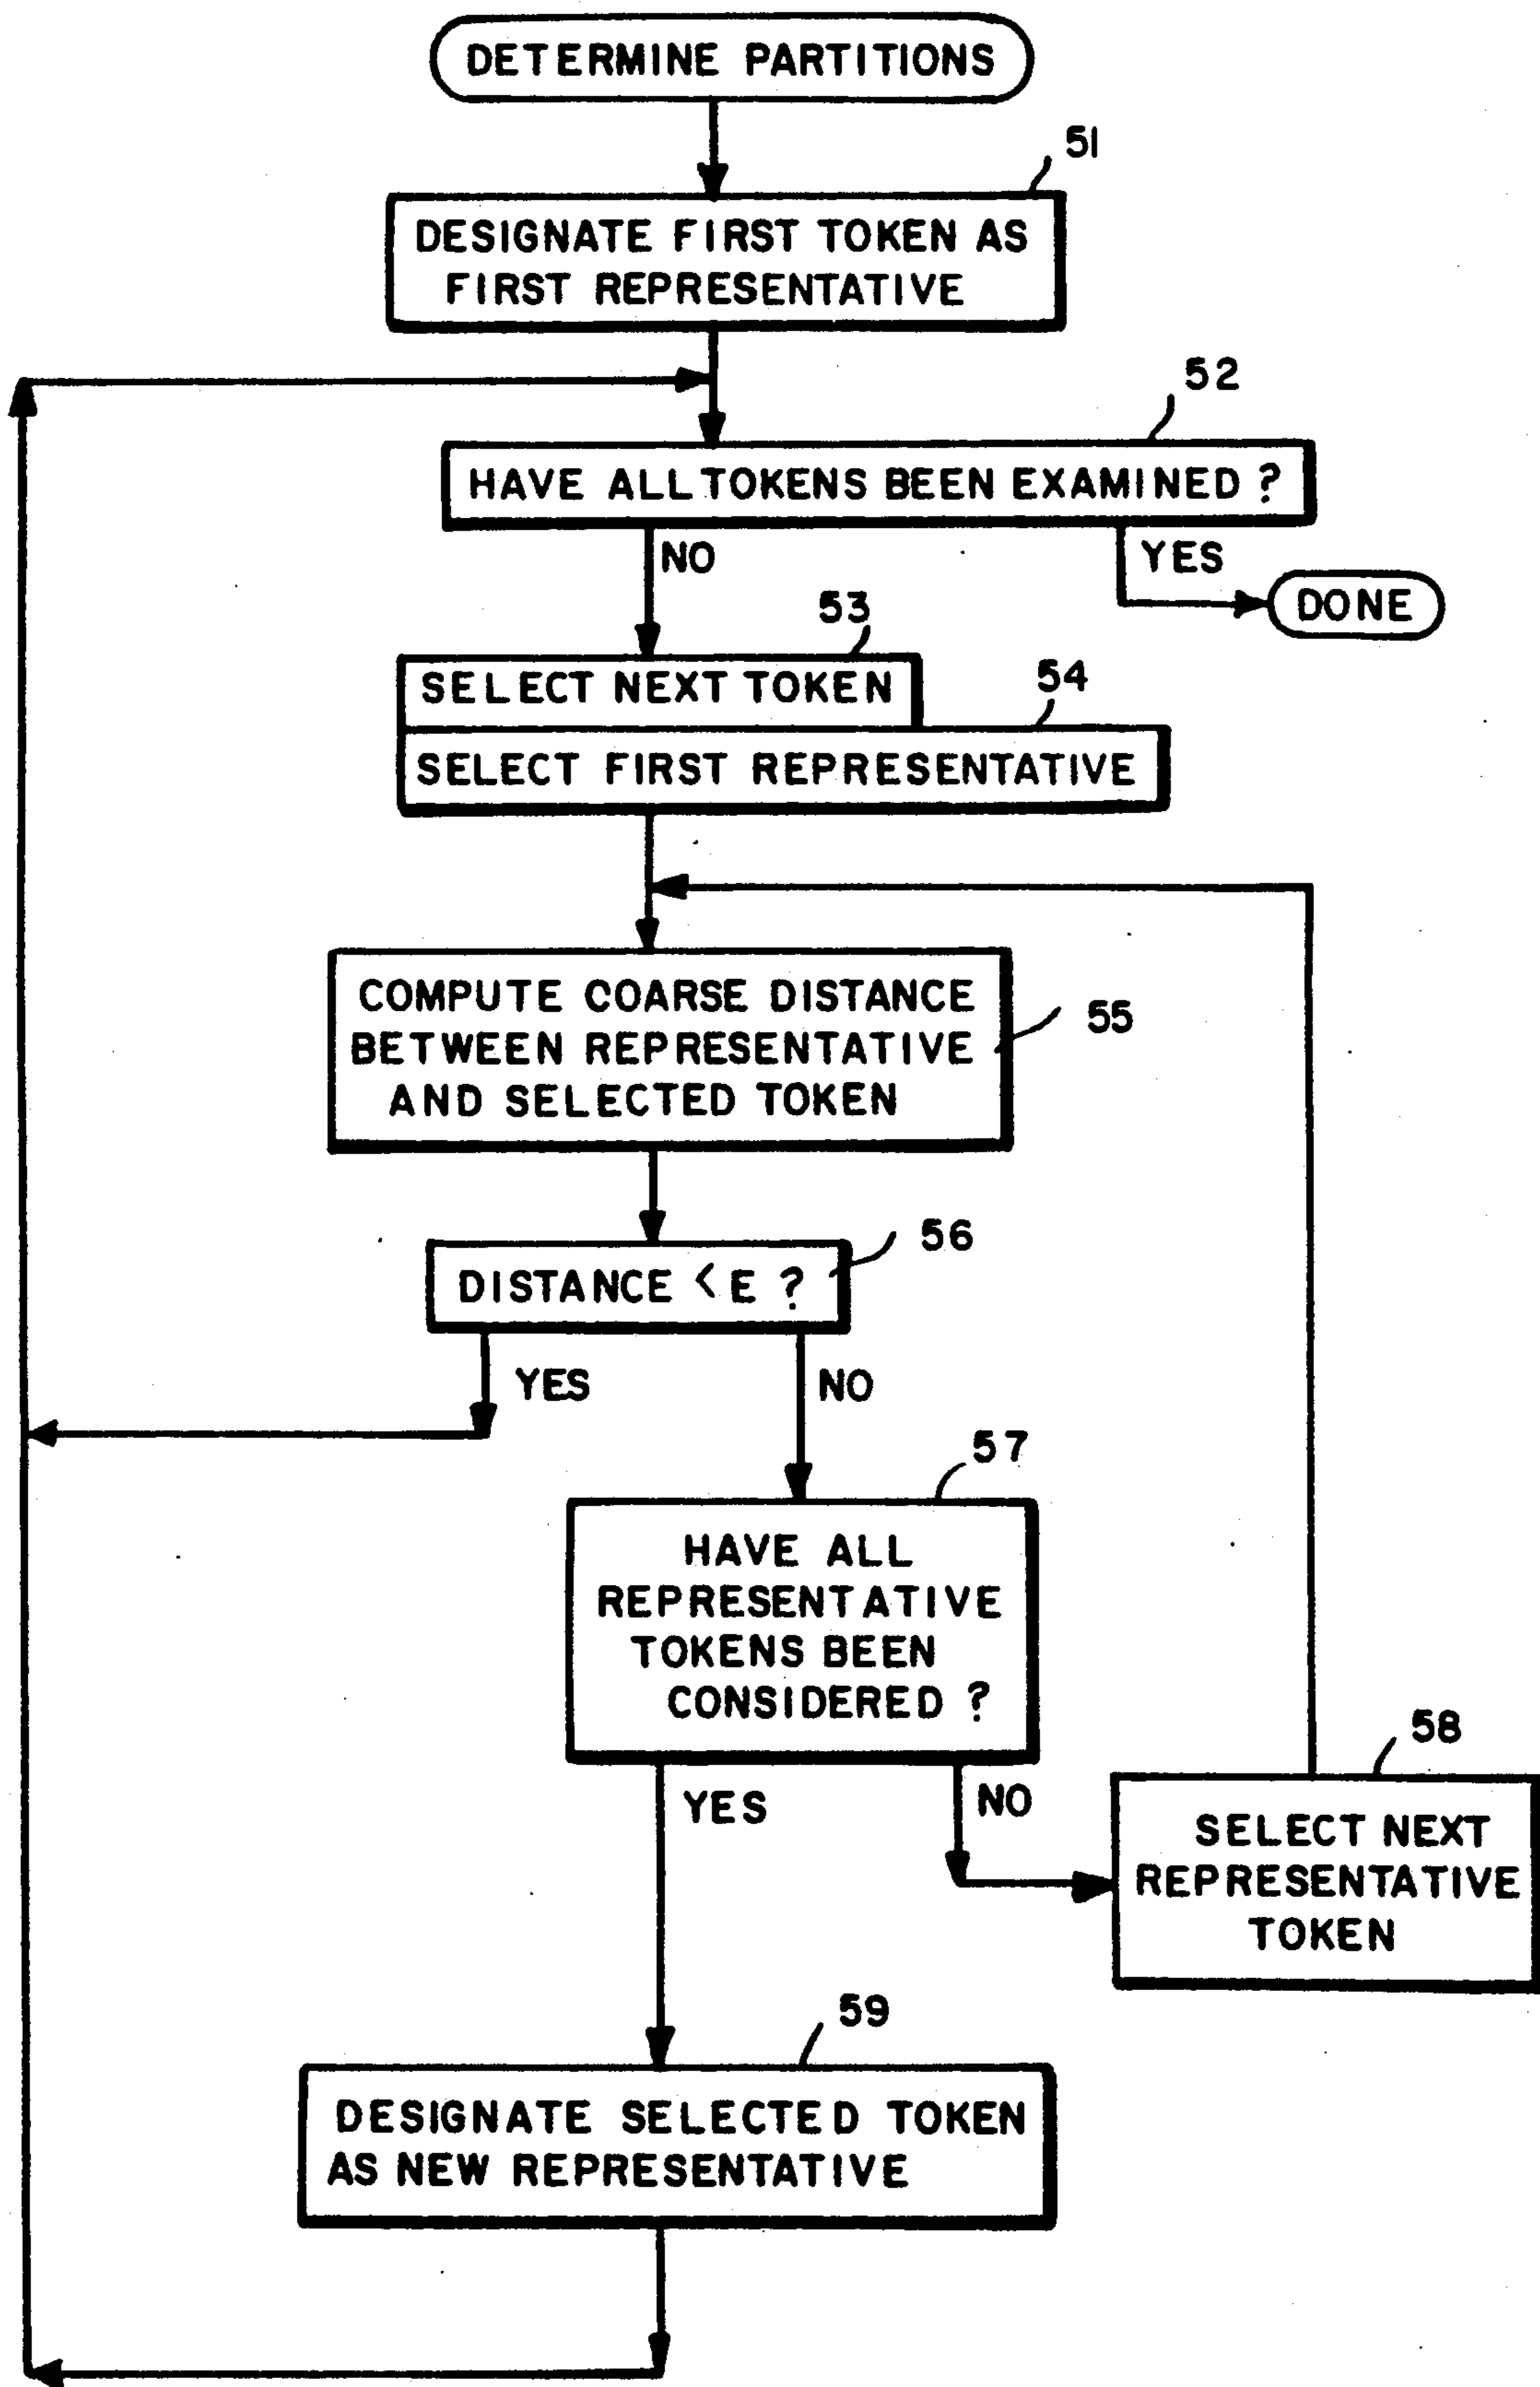 DETERMINE PARTITIONS
51
DESIGNATE FIRST TOKEN AS
FIRST REPRESENTATIVE
52
HAVE ALL TOKENS BEEN EXAMINED ?
NO
YES
DONE
53
SELECT NEXT TOKEN
54
SELECT FIRST REPRESENTATIVE
COMPUTE COARSE DISTANCE
BETWEEN REPRESENTATIVE
AND SELECTED TOKEN
55
56
DISTANCE < E ?
YES
NO
57
HAVE ALL
REPRESENTATIVE
TOKENS BEEN
CONSIDERED ?
YES
NO
58
SELECT NEXT
REPRESENTATIVE
TOKEN
59
DESIGNATE SELECTED TOKEN
AS NEW REPRESENTATIVE